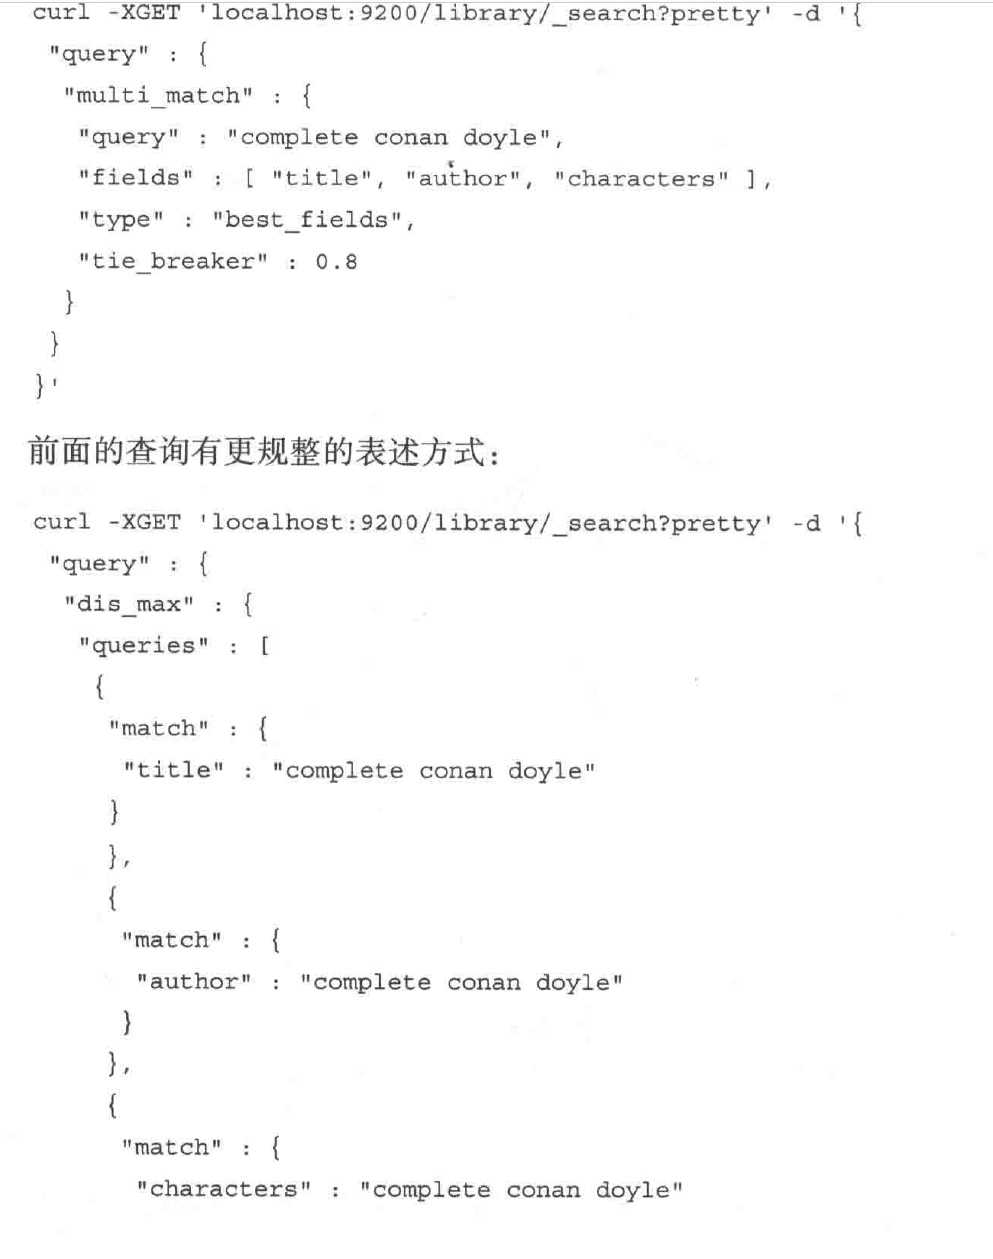 curl -XGET 'localhost:9200/library/_search?pretty' -d '{
"query" : {
"multi_match" : {
"query" : "complete conan doyle",
"fields" : [ "title", "author", "characters" ],
"type" : "best_fields",
"tie_breaker" : 0.8
}
}
}'
前面的查询有更规整的表述方式：
curl -XGET 'localhost:9200/library/_search?pretty' -d '{
"query" : {
"dis_max" : {
"queries" : [
{
"match" : {
"title" : "complete conan doyle"
}
},
{
"match" : {
"author" : "complete conan doyle"
}
},
{
"match" : {
"characters" : "complete conan doyle"